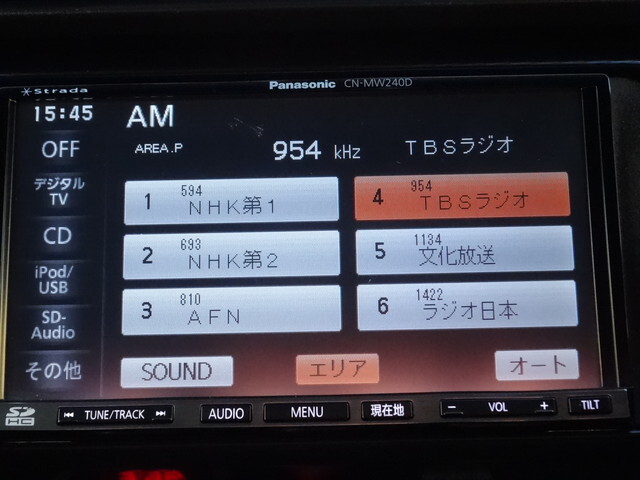 Strada
Panasonic CN-MW240D
15:45
AM
OFF
AREA.P
954 kHz TBSラジオ
デジタル
TV
CD
iPod/
USB
SD-
Audio
その他
1 594 NHK第1
4 954 TBSラジオ
2 693 NHK第2
5 1134 文化放送
3 810 AFN
6 1422 ラジオ日本
SOUND エリア オート
SD HC
TUNE/TRACK AUDIO MENU 現在地 − VOL + TILT